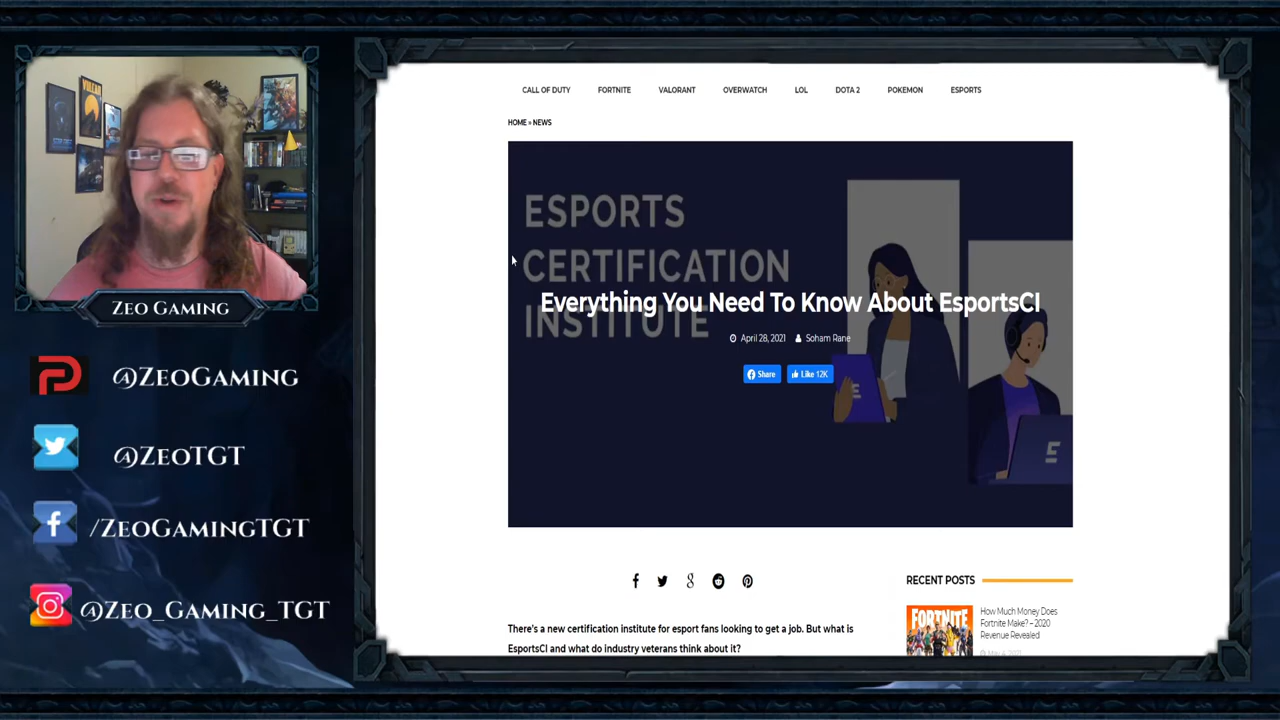 ZEO GAMING
@ZEOGAMING
@ZEOTGT
/ZEOGAMINGTGT
@ZEO_GAMING_TGT
CALL OF DUTY FORTNITE VALORANT OVERWATCH LOL DOTA 2 POKEMON ESPORTS
HOME » NEWS
ESPORTS
CERTIFICATION
INSTITUTE
Everything You Need To Know About EsportsCI
April 28, 2021 Soham Rane
Share Like 12K
There's a new certification institute for esport fans looking to get a job. But what is
EsportsCI and what do industry veterans think about it?
RECENT POSTS
FORTNITE
How Much Money Does
Fortnite Make? – 2020
Revenue Revealed
May 4, 2021